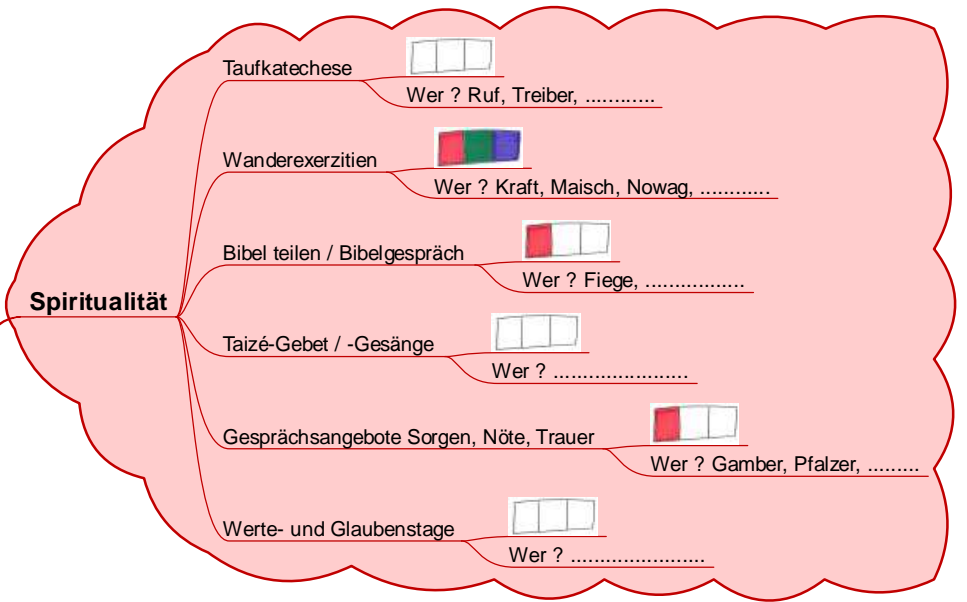 Taufkatechese
Wer ? Ruf, Treiber, ............
Wanderexerzitien
Wer ? Kraft, Maisch, Nowag, ............
Bibel teilen / Bibelgespräch
Wer ? Fiege, .................
Spiritualität
Taizé-Gebet / -Gesänge
Wer ? .......................
Gesprächsangebote Sorgen, Nöte, Trauer
Wer ? Gamber, Pfalzer, .........
Werte- und Glaubenstage
Wer ? .......................